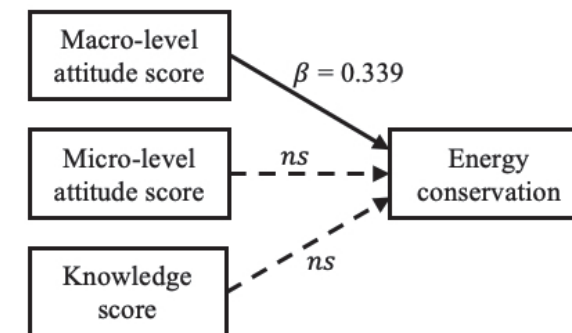 Macro-level
attitude score
β = 0.339
Micro-level
attitude score
ns
Energy
conservation
Knowledge
score
ns